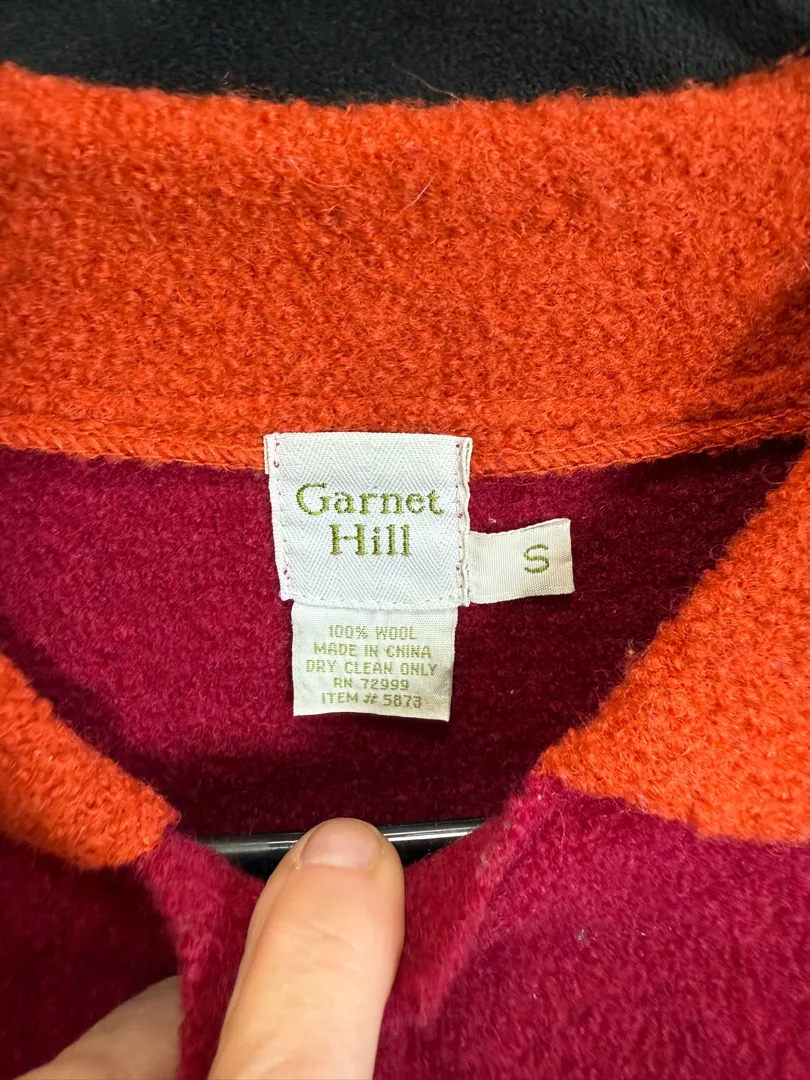 Garnet
Hill
S
100% WOOL
MADE IN CHINA
DRY CLEAN ONLY
RN 72999
ITEM # 5873